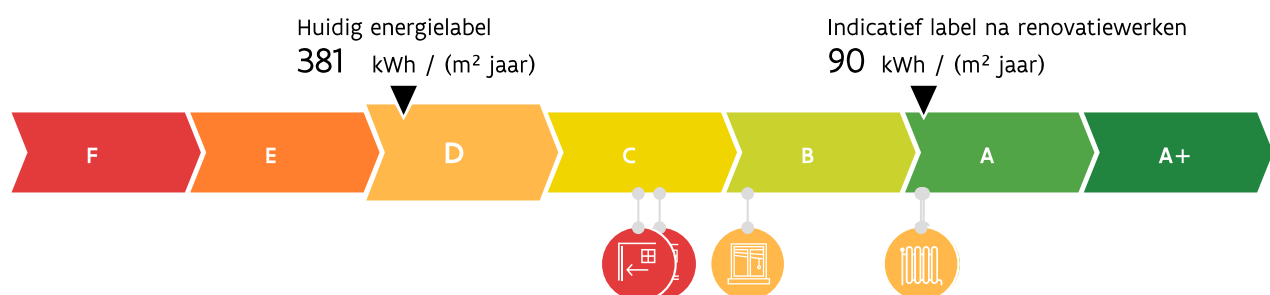 Huidig energielabel
381 kWh / (m² jaar)
Indicatief label na renovatiewerken
90 kWh / (m² jaar)
F E D C B A A+